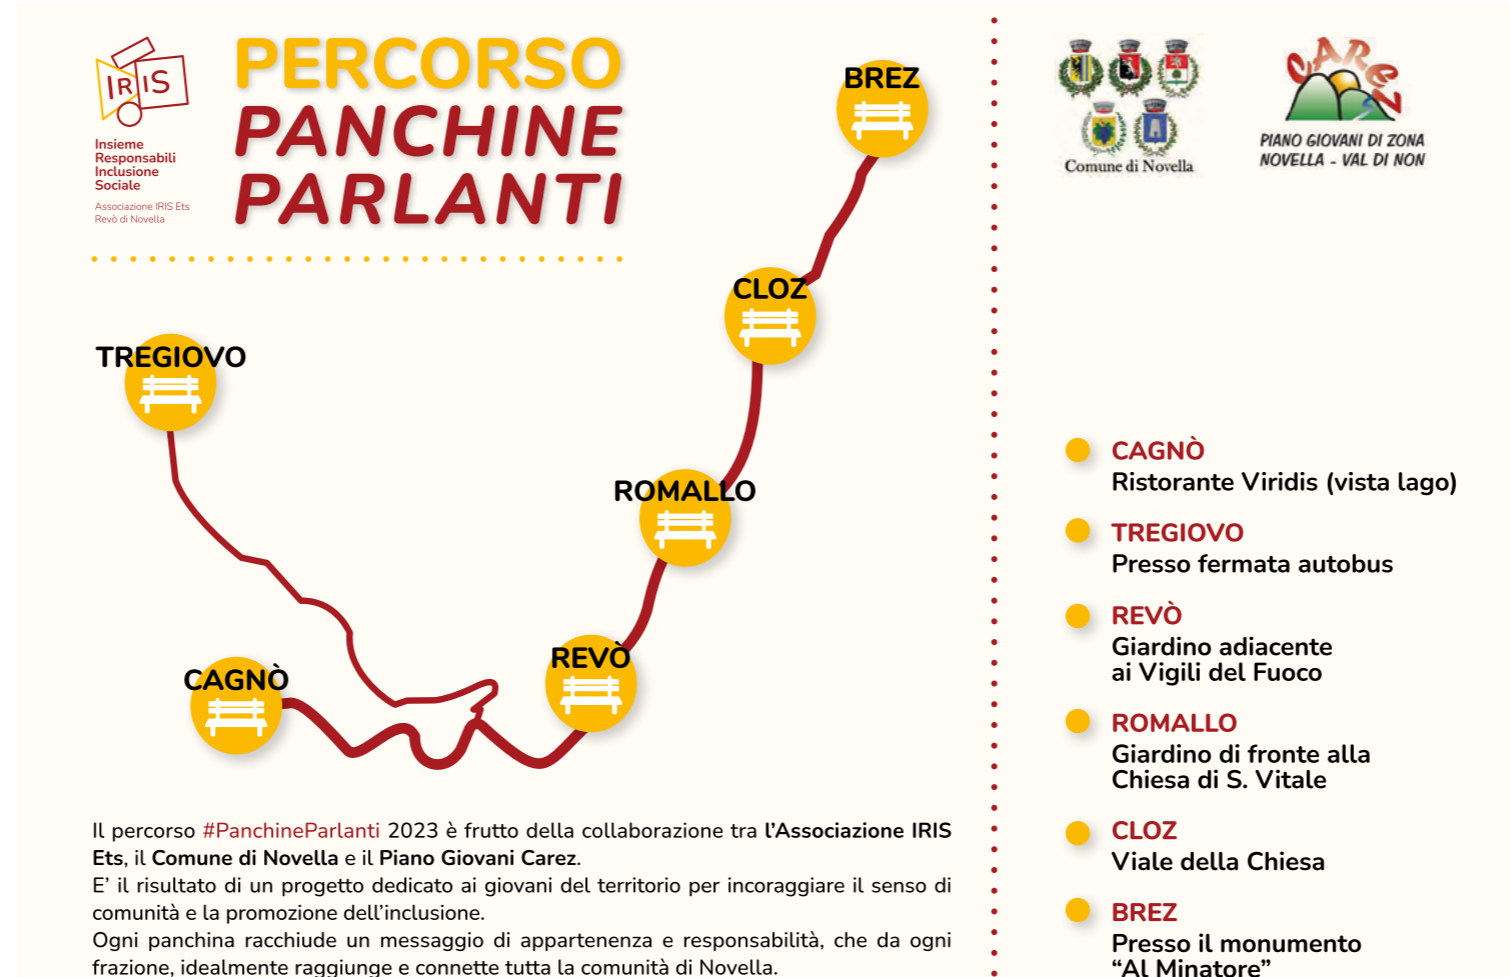 IRIS
Insieme
Responsabili
Inclusione
Sociale
Associazione IRIS Ets
Revò di Novella
PERCORSO
PANCHINE
PARLANTI
BREZ
CLOZ
TREGIOVO
ROMALLO
REVÒ
CAGNÒ
Il percorso #PanchineParlanti 2023 è frutto della collaborazione tra l’Associazione IRIS
Ets, il Comune di Novella e il Piano Giovani Carez.
E’ il risultato di un progetto dedicato ai giovani del territorio per incoraggiare il senso di
comunità e la promozione dell’inclusione.
Ogni panchina racchiude un messaggio di appartenenza e responsabilità, che da ogni
frazione, idealmente raggiunge e connette tutta la comunità di Novella.
Comune di Novella
CAREZ
PIANO GIOVANI DI ZONA
NOVELLA - VAL DI NON
CAGNÒ
Ristorante Viridis (vista lago)
TREGIOVO
Presso fermata autobus
REVÒ
Giardino adiacente
ai Vigili del Fuoco
ROMALLO
Giardino di fronte alla
Chiesa di S. Vitale
CLOZ
Viale della Chiesa
BREZ
Presso il monumento
“Al Minatore”